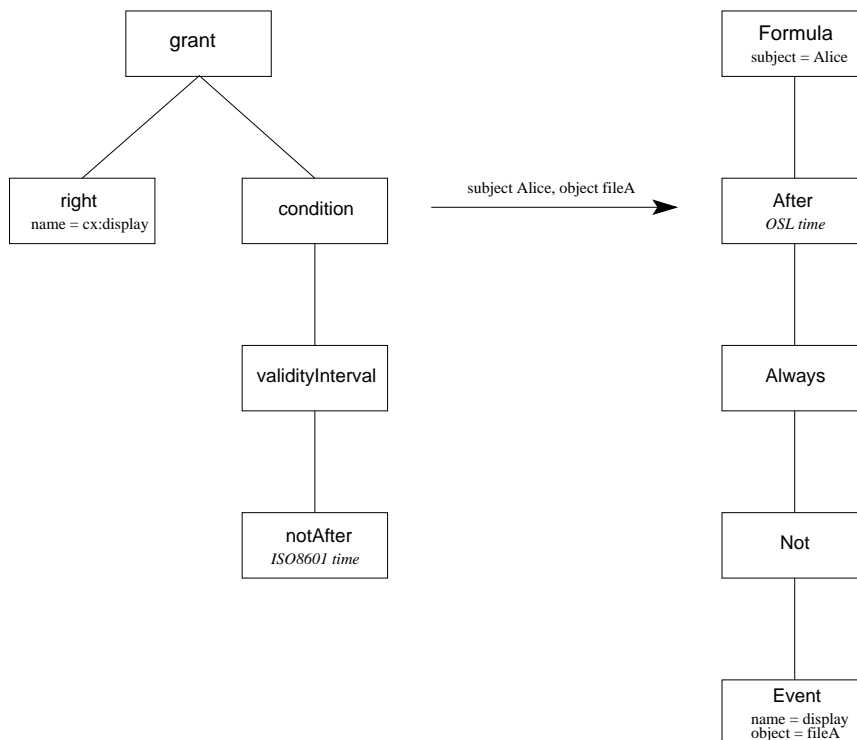 grant
Formula
subject = Alice
right
name = cx:display
condition
subject Alice, object fileA
After
OSL time
validityInterval
Always
notAfter
ISO8601 time
Not
Event
name = display
object = fileA